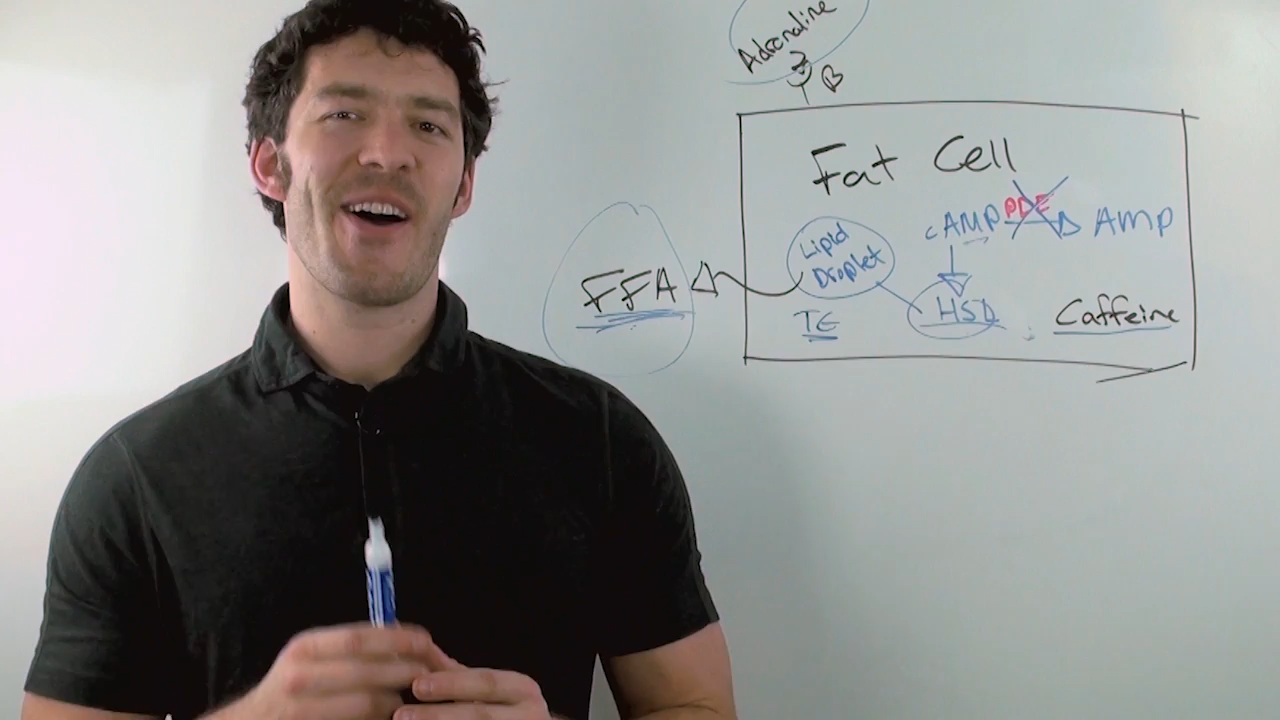 Adrenaline
B
Fat Cell
cAMP PDE AMP
Lipid
Droplet
FFA
HSL
Caffeine
TG